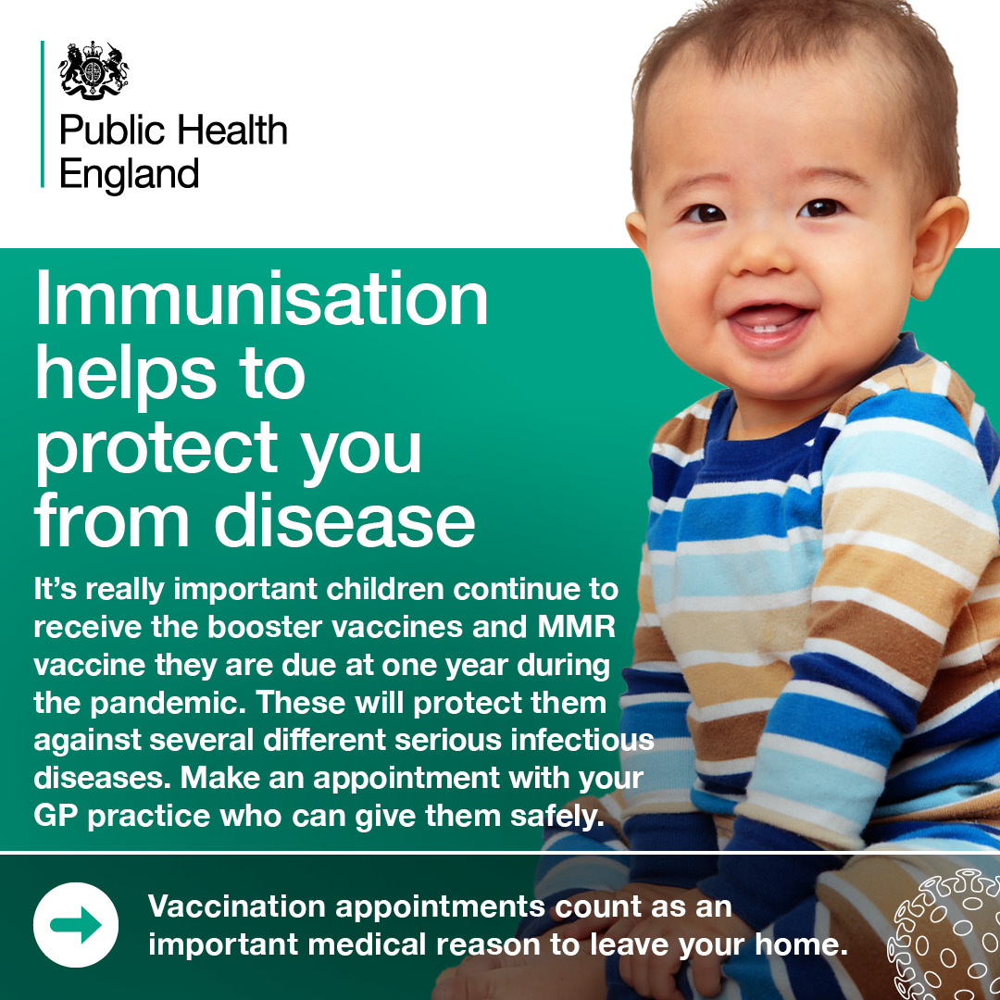 Public Health
England
Immunisation
helps to
protect you
from disease
It’s really important children continue to
receive the booster vaccines and MMR
vaccine they are due at one year during
the pandemic. These will protect them
against several different serious infectious
diseases. Make an appointment with your
GP practice who can give them safely.
Vaccination appointments count as an
important medical reason to leave your home.